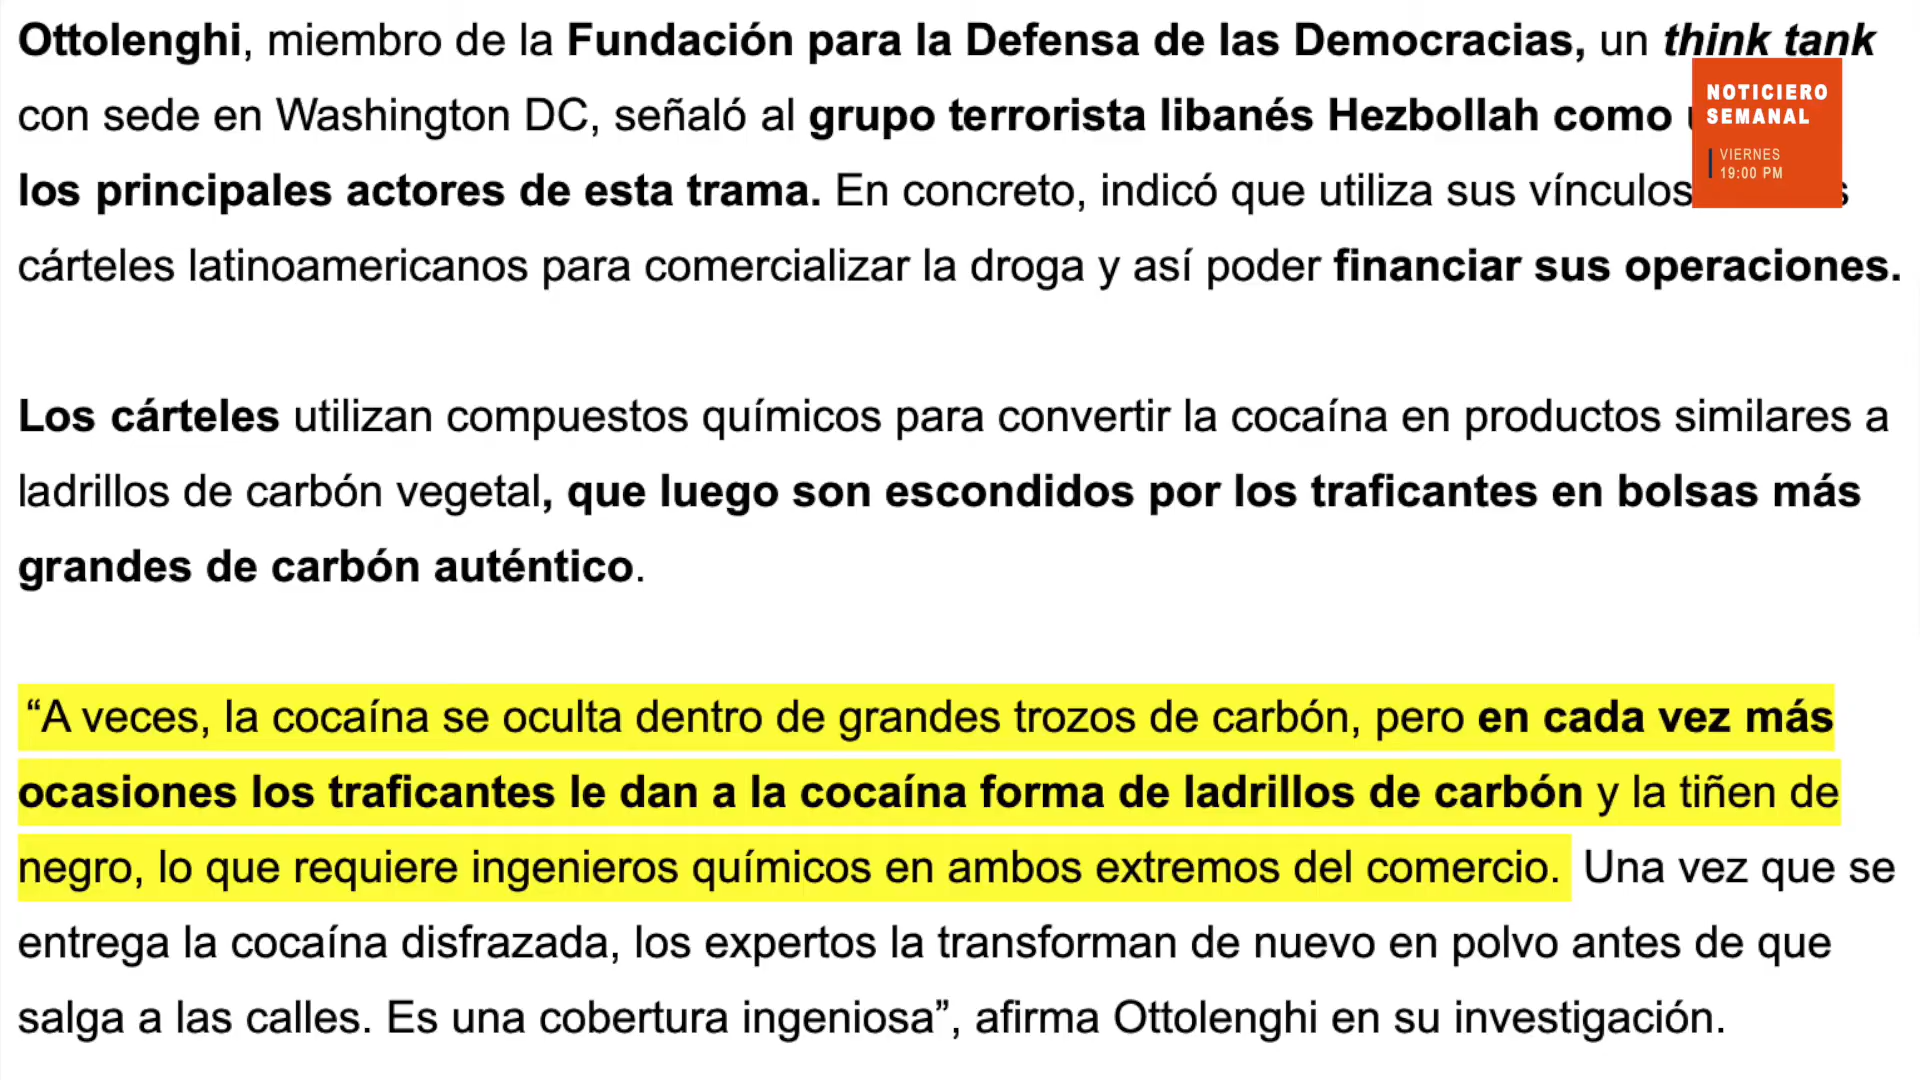 Ottolenghi, miembro de la Fundación para la Defensa de las Democracias, un think tank
con sede en Washington DC, señaló al grupo terrorista libanés Hezbollah como
los principales actores de esta trama. En concreto, indicó que utiliza sus vínculos
cárteles latinoamericanos para comercializar la droga y así poder financiar sus operaciones.
Los cárteles utilizan compuestos químicos para convertir la cocaína en productos similares a
ladrillos de carbón vegetal, que luego son escondidos por los traficantes en bolsas más
grandes de carbón auténtico.
“A veces, la cocaína se oculta dentro de grandes trozos de carbón, pero en cada vez más
ocasiones los traficantes le dan a la cocaína forma de ladrillos de carbón y la tiñen de
negro, lo que requiere ingenieros químicos en ambos extremos del comercio. Una vez que se
entrega la cocaína disfrazada, los expertos la transforman de nuevo en polvo antes de que
salga a las calles. Es una cobertura ingeniosa”, afirma Ottolenghi en su investigación.
NOTICIERO
SEMANAL
VIERNES
19:00 PM